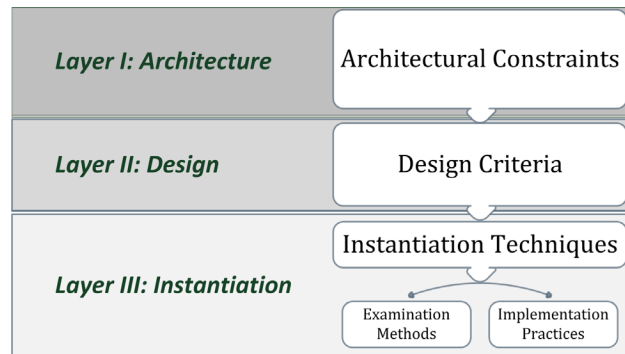 Layer I: Architecture
Architectural Constraints
Layer II: Design
Design Criteria
Instantiation Techniques
Layer III: Instantiation
Examination
Methods
Implementation
Practices